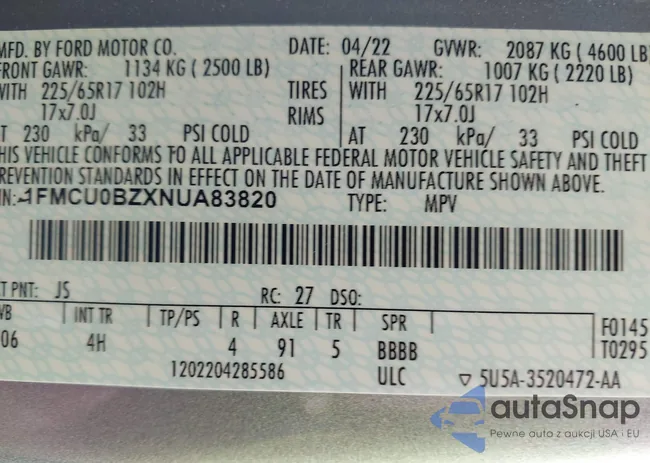 MFD. BY FORD MOTOR CO. DATE: 04/22 GVWR: 2087 KG (4600 LB)
FRONT GAWR: 1134 KG (2500 LB) REAR GAWR: 1007 KG (2220 LB)
WITH 225/65R17 102H TIRES WITH 225/65R17 102H
17x7.0J RIMS 17x7.0J
AT 230 kPa/ 33 PSI COLD AT 230 kPa/ 33 PSI COLD
THIS VEHICLE CONFORMS TO ALL APPLICABLE FEDERAL MOTOR VEHICLE SAFETY AND THEFT
PREVENTION STANDARDS IN EFFECT ON THE DATE OF MANUFACTURE SHOWN ABOVE.
IN: 1FMCU0BZXNUA83820 TYPE: MPV
T PNT: JS RC: 27 DSO:
WB INT TR TP/PS R AXLE TR SPR F0145
06 4H 4 91 5 BBBB T0295
1202204285586 ULC ▽ 5U5A-3520472-AA
autaSnap
Pewne auto z aukcji USA i EU